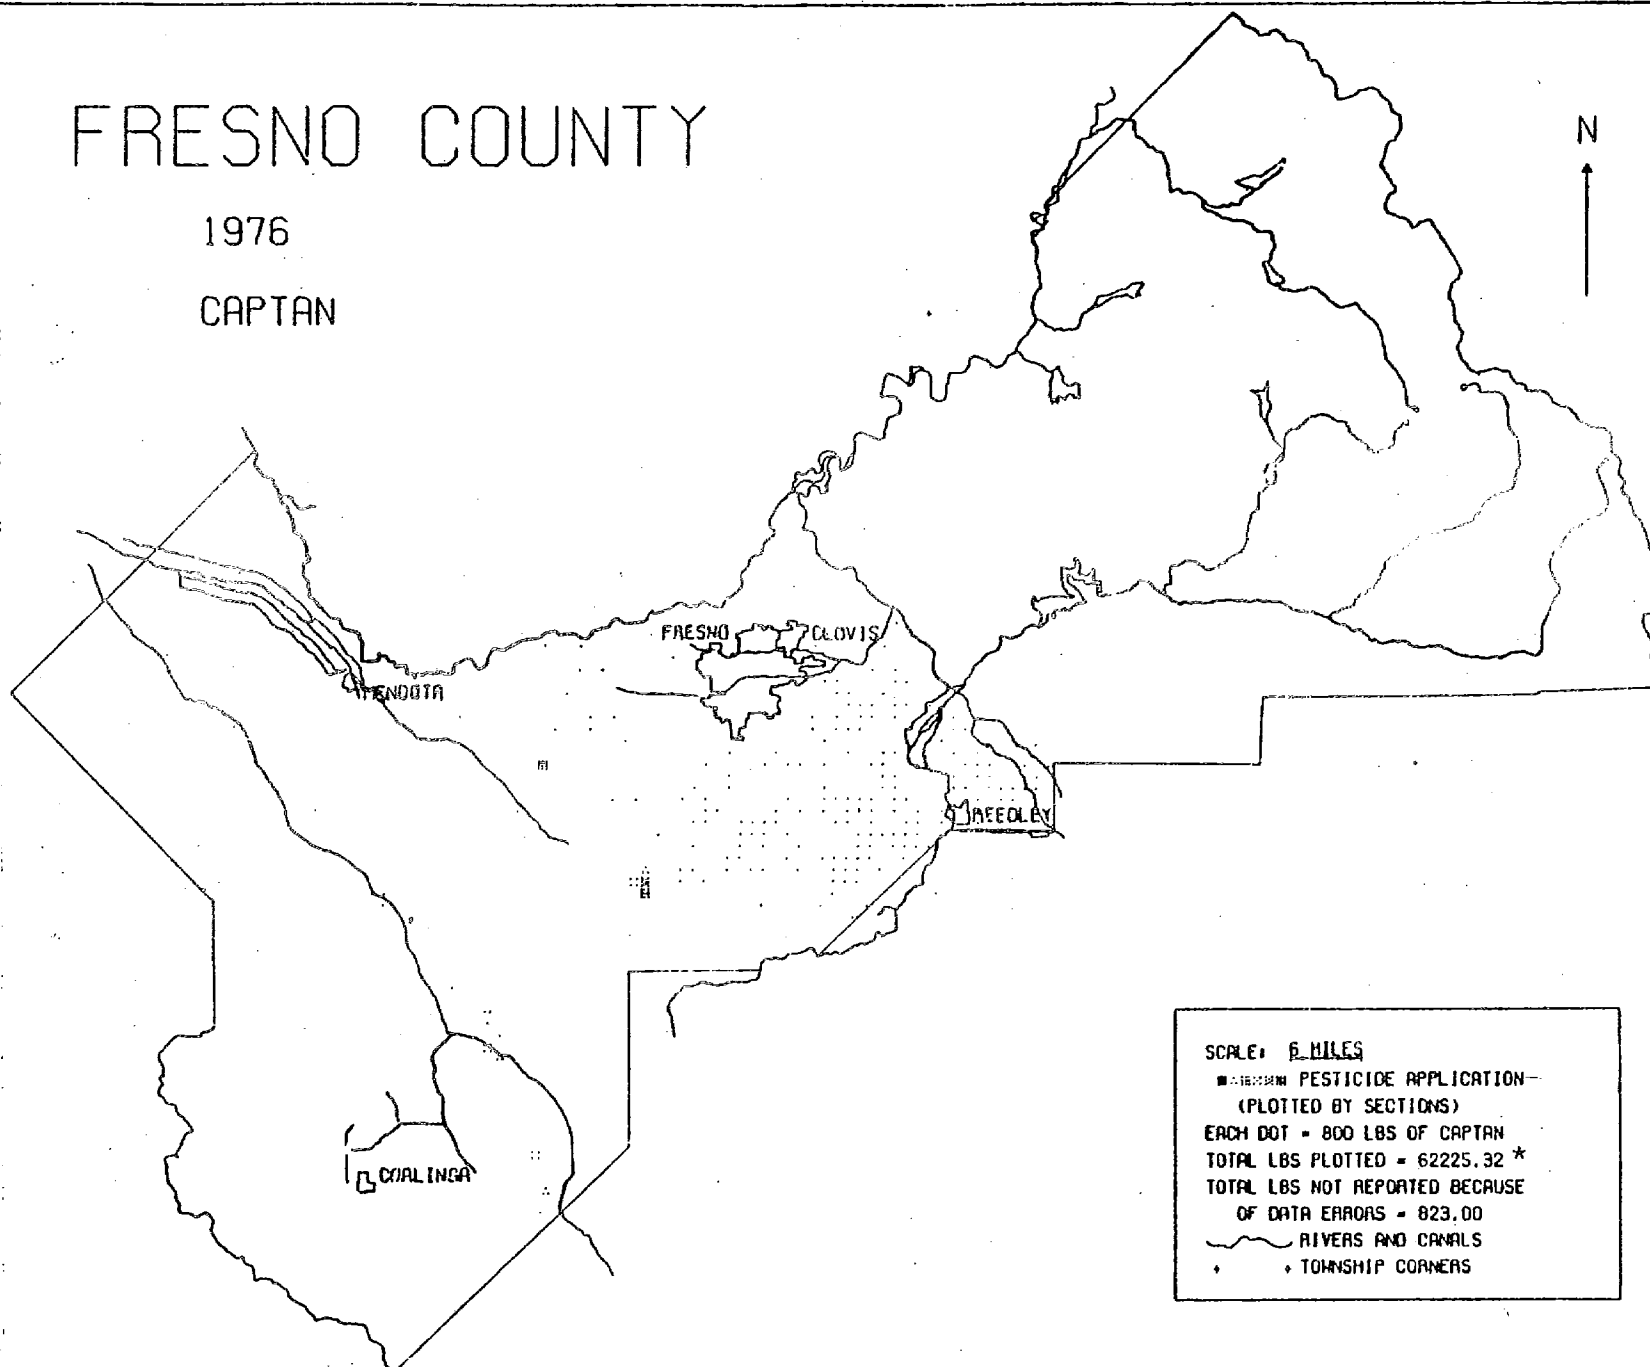 FRESNO COUNTY
1976
CAPTAN
N
FRESNO
CLOVIS
MENDOTA
REEDLEY
COALINGA
SCALE: 6 MILES
PESTICIDE APPLICATION
(PLOTTED BY SECTIONS)
EACH DOT = 800 LBS OF CAPTAN
TOTAL LBS PLOTTED = 62225.32 *
TOTAL LBS NOT REPORTED BECAUSE
OF DATA ERRORS = 823.00
RIVERS AND CANALS
TOWNSHIP CORNERS